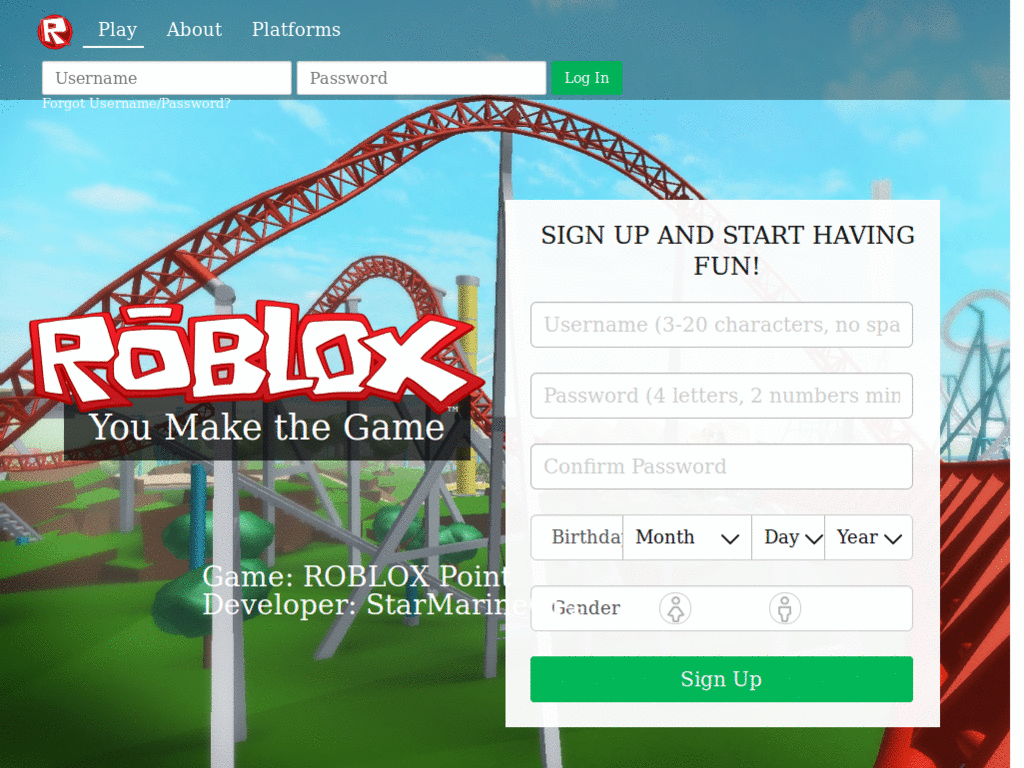 Play About Platforms
Username Password Log In
Forgot Username/Password?
SIGN UP AND START HAVING
FUN!
Username (3-20 characters, no spa
Password (4 letters, 2 numbers min
Confirm Password
Birthda Month Day Year
Gender
Sign Up
ROBLOX
™
You Make the Game
Game: ROBLOX Point
Developer: StarMarine